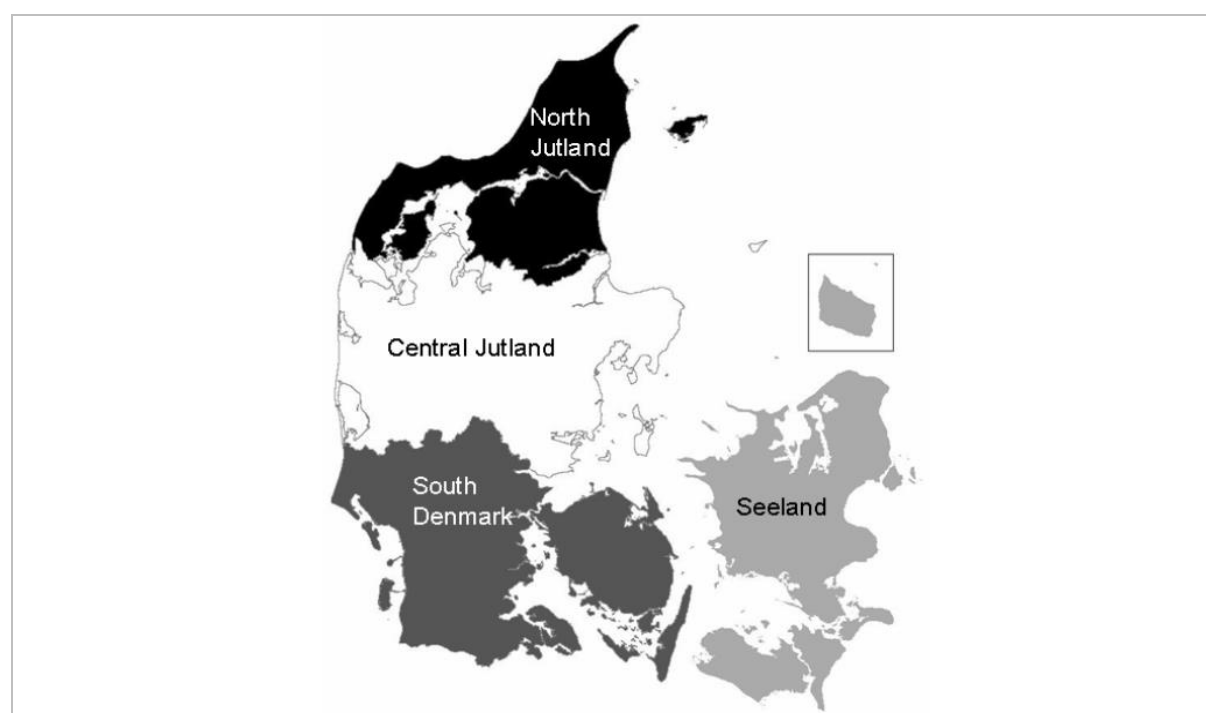 North
Jutland
Central Jutland
South
Denmark
Seeland